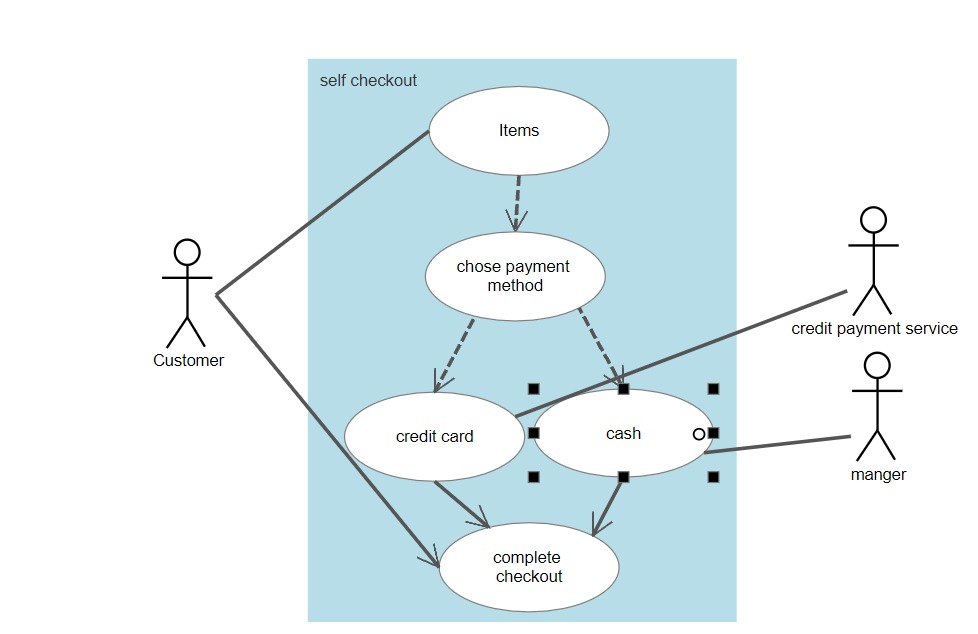 self checkout
Items
chose payment
method
Customer
credit payment service
credit card
cash
manger
complete
checkout